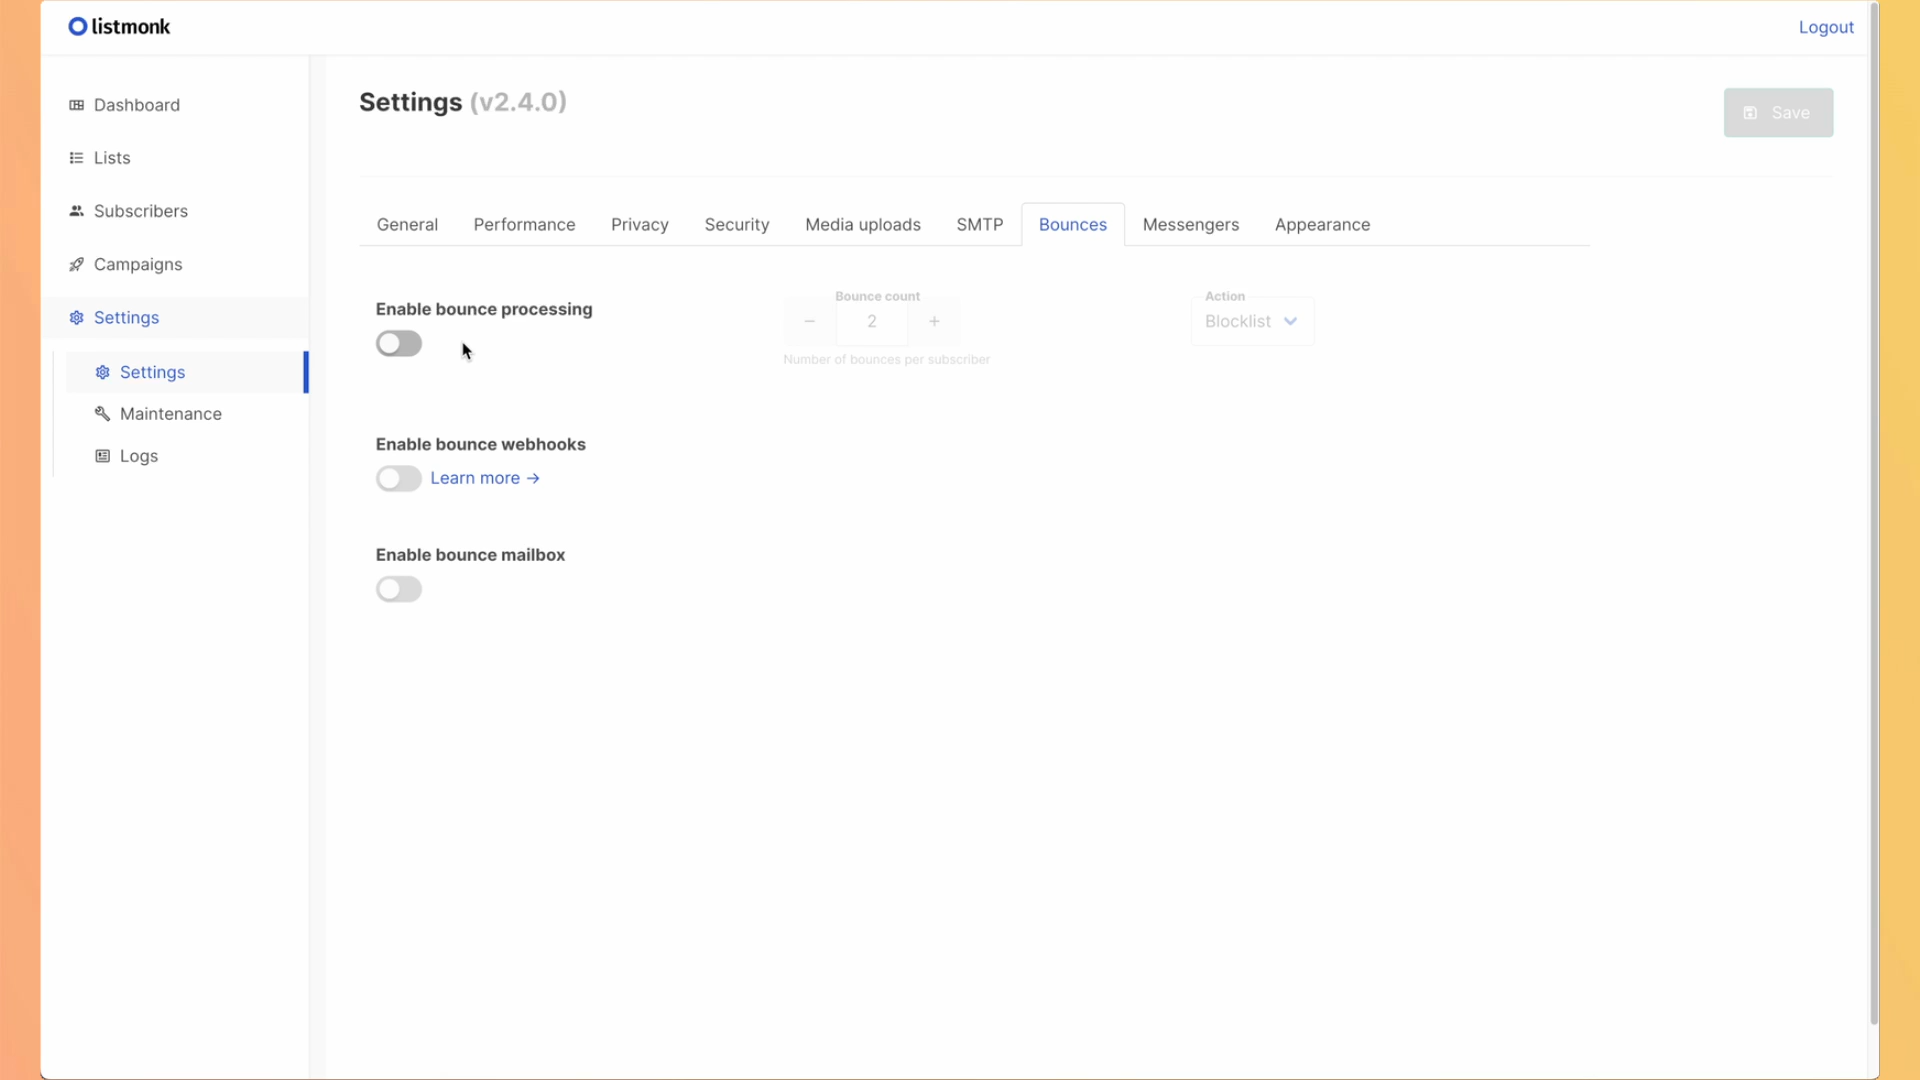 listmonk
Logout
Dashboard
Lists
Subscribers
Campaigns
Settings
Settings
Maintenance
Logs
Settings (v2.4.0)
Save
General Performance Privacy Security Media uploads SMTP Bounces Messengers Appearance
Enable bounce processing
Bounce count
2
Number of bounces per subscriber
Action
Blocklist
Enable bounce webhooks
Learn more →
Enable bounce mailbox